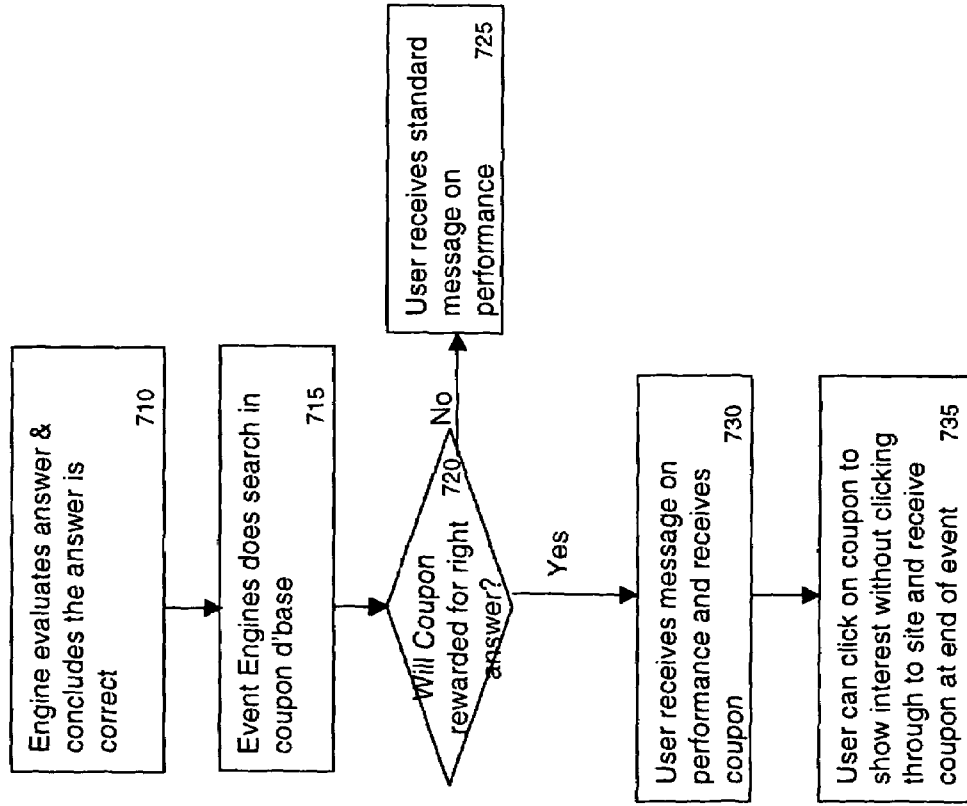 Engine evaluates answer &
concludes the answer is
correct
710
Event Engines does search in
coupon d'base
715
Will Coupon
rewarded for right
answer?
720
No
User receives standard
message on
performance
725
Yes
User receives message on
performance and receives
coupon
730
User can click on coupon to
show interest without clicking
through to site and receive
coupon at end of event
735